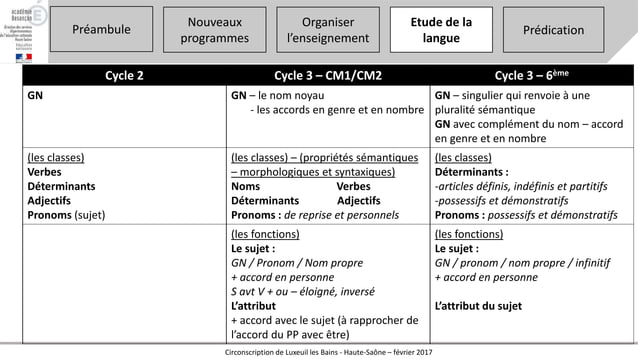 académie
Besançon
direction des services
départementaux
de l'éducation nationale
Haute-Saône
Préambule
Nouveaux
programmes
Organiser
l'enseignement
Etude de la
langue
Prédication
Cycle 2
Cycle 3 – CM1/CM2
Cycle 3 – 6ème
GN
GN – le nom noyau
- les accords en genre et en nombre
GN – singulier qui renvoie à une
pluralité sémantique
GN avec complément du nom – accord
en genre et en nombre
(les classes)
Verbes
Déterminants
Adjectifs
Pronoms (sujet)
(les classes) – (propriétés sémantiques
– morphologiques et syntaxiques)
Noms Verbes
Déterminants Adjectifs
Pronoms : de reprise et personnels
(les classes)
Déterminants :
-articles définis, indéfinis et partitifs
-possessifs et démonstratifs
Pronoms : possessifs et démonstratifs
(les fonctions)
Le sujet :
GN / Pronom / Nom propre
+ accord en personne
S avt V + ou – éloigné, inversé
L'attribut
+ accord avec le sujet (à rapprocher de
l'accord du PP avec être)
(les fonctions)
Le sujet :
GN / pronom / nom propre / infinitif
+ accord en personne
L'attribut du sujet
Circonscription de Luxeuil les Bains - Haute-Saône – février 2017